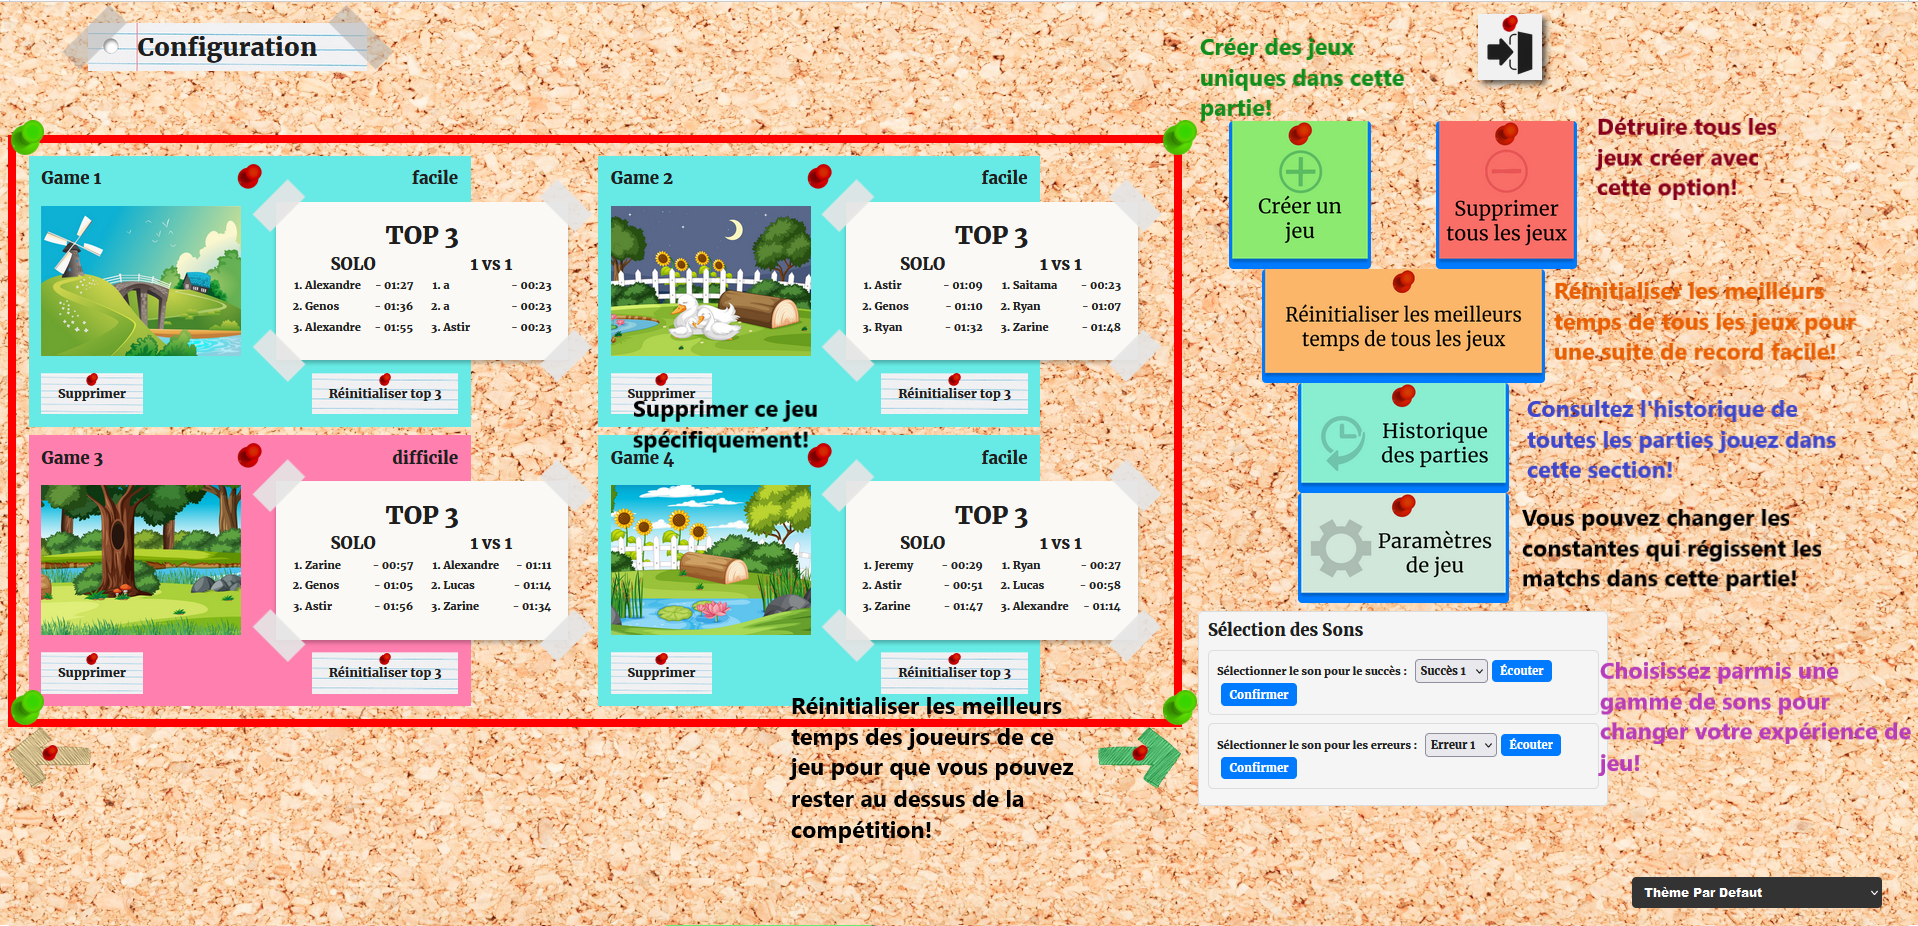 Configuration
Créer des jeux
uniques dans cette
partie!
Game 1
facile
TOP 3
SOLO
1 vs 1
1. Alexandre - 01:27
1. a - 00:23
2. Genos - 01:36
2. a - 00:23
3. Alexandre - 01:55
3. Astir - 00:23
Supprimer
Réinitialiser top 3
Game 2
facile
TOP 3
SOLO
1 vs 1
1. Astir - 01:09
1. Saitama - 00:23
2. Genos - 01:10
2. Ryan - 01:07
3. Ryan - 01:32
3. Zarine - 01:48
Supprimer
Réinitialiser top 3
Supprimer ce jeu
spécifiquement!
Game 3
difficile
TOP 3
SOLO
1 vs 1
1. Zarine - 00:57
1. Alexandre - 01:11
2. Genos - 01:05
2. Lucas - 01:14
3. Astir - 01:56
3. Zarine - 01:34
Supprimer
Réinitialiser top 3
Game 4
facile
TOP 3
SOLO
1 vs 1
1. Jeremy - 00:29
1. Ryan - 00:27
2. Astir - 00:51
2. Lucas - 00:58
3. Zarine - 01:47
3. Alexandre - 01:14
Supprimer
Réinitialiser top 3
Réinitialiser les meilleurs
temps des joueurs de ce
jeu pour que vous pouvez
rester au dessus de la
compétition!
Créer un
jeu
Supprimer
tous les jeux
Détruire tous les
jeux créer avec
cette option!
Réinitialiser les meilleurs
temps de tous les jeux
Réinitialiser les meilleurs
temps de tous les jeux pour
une suite de record facile!
Historique
des parties
Consultez l'historique de
toutes les parties jouez dans
cette section!
Paramètres
de jeu
Vous pouvez changer les
constantes qui régissent les
matchs dans cette partie!
Sélection des Sons
Sélectionner le son pour le succès : Succès 1 Écouter
Confirmer
Sélectionner le son pour les erreurs : Erreur 1 Écouter
Confirmer
Choisissez parmis une
gamme de sons pour
changer votre expérience de
jeu!
Thème Par Defaut